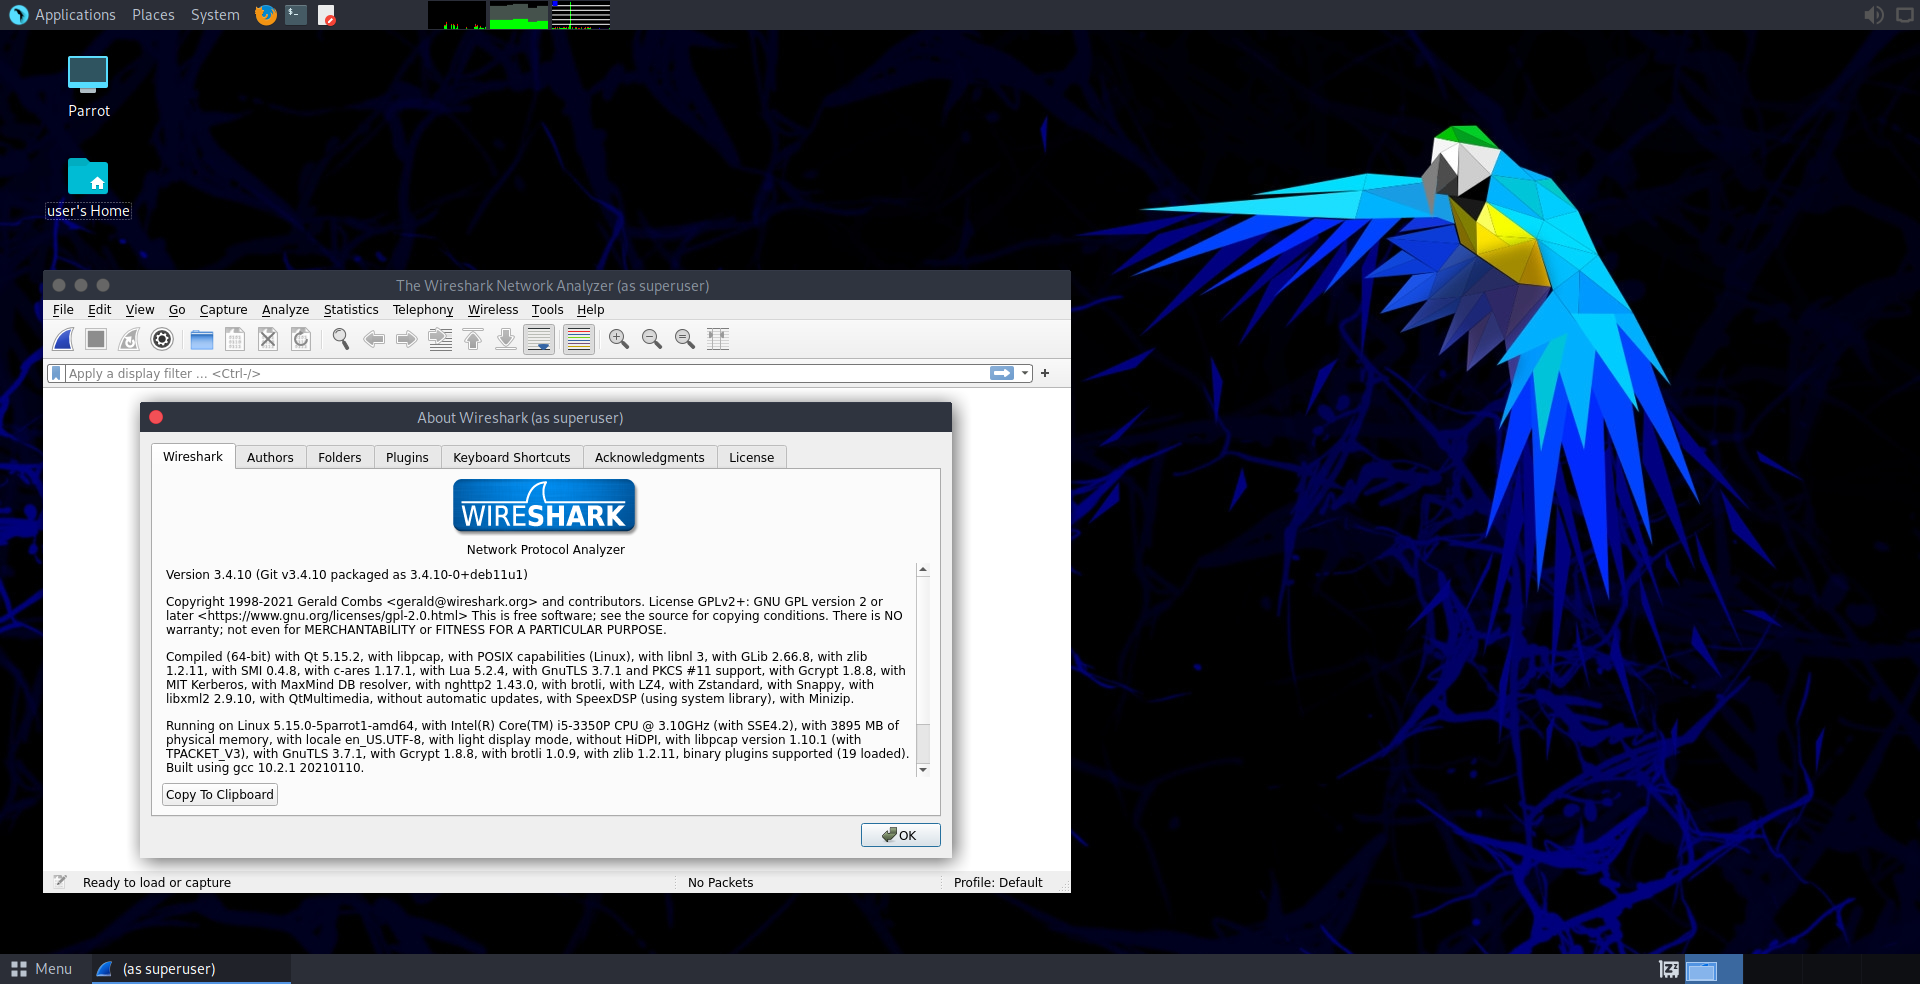 Applications Places System
Parrot
user's Home
The Wireshark Network Analyzer (as superuser)
File Edit View Go Capture Analyze Statistics Telephony Wireless Tools Help
Apply a display filter ... <Ctrl-/>
About Wireshark (as superuser)
Wireshark Authors Folders Plugins Keyboard Shortcuts Acknowledgments License
WIRESHARK
Network Protocol Analyzer
Version 3.4.10 (Git v3.4.10 packaged as 3.4.10-0+deb11u1)
Copyright 1998-2021 Gerald Combs <gerald@wireshark.org> and contributors. License GPLv2+: GNU GPL version 2 or
later <https://www.gnu.org/licenses/gpl-2.0.html> This is free software; see the source for copying conditions. There is NO
warranty; not even for MERCHANTABILITY or FITNESS FOR A PARTICULAR PURPOSE.
Compiled (64-bit) with Qt 5.15.2, with libpcap, with POSIX capabilities (Linux), with libnl 3, with GLib 2.66.8, with zlib
1.2.11, with SMI 0.4.8, with c-ares 1.17.1, with Lua 5.2.4, with GnuTLS 3.7.1 and PKCS #11 support, with Gcrypt 1.8.8, with
MIT Kerberos, with MaxMind DB resolver, with nghttp2 1.43.0, with brotli, with LZ4, with Zstandard, with Snappy, with
libxml2 2.9.10, with QtMultimedia, without automatic updates, with SpeexDSP (using system library), with Minizip.
Running on Linux 5.15.0-5parrot1-amd64, with Intel(R) Core(TM) i5-3350P CPU @ 3.10GHz (with SSE4.2), with 3895 MB of
physical memory, with locale en_US.UTF-8, with light display mode, without HiDPI, with libpcap version 1.10.1 (with
TPACKET_V3), with GnuTLS 3.7.1, with Gcrypt 1.8.8, with brotli 1.0.9, with zlib 1.2.11, binary plugins supported (19 loaded).
Built using gcc 10.2.1 20210110.
Copy To Clipboard
OK
Ready to load or capture No Packets Profile: Default
Menu (as superuser)